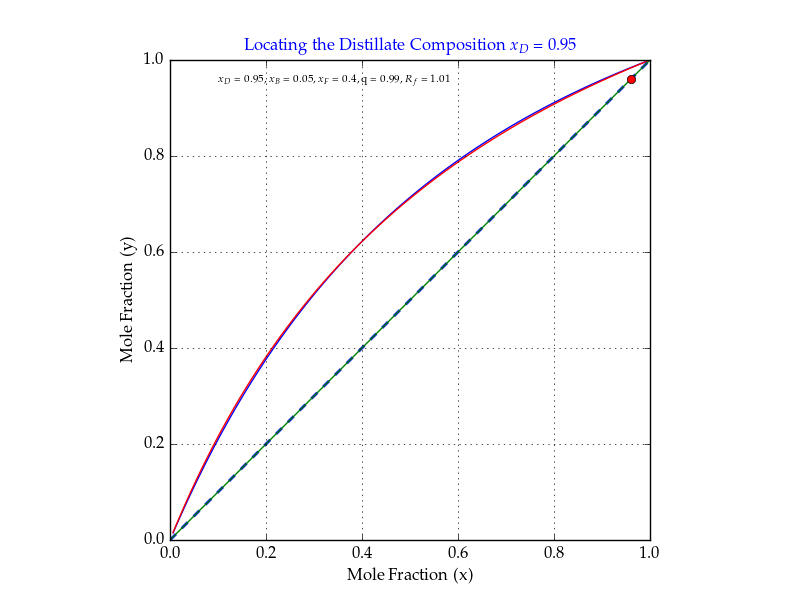 Locating the Distillate Composition x_D = 0.95
x_D = 0.95, x_B = 0.05, x_F = 0.4, q = 0.99, R_f = 1.01
1.0
0.8
0.6
0.4
0.2
0.0
Mole Fraction (y)
0.0 0.2 0.4 0.6 0.8 1.0
Mole Fraction (x)